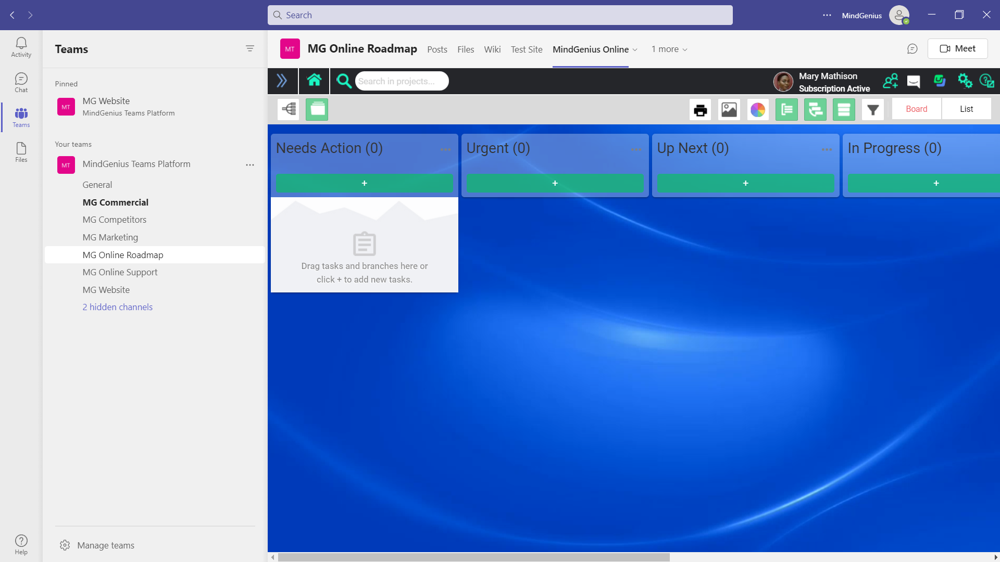 Search
MindGenius
Activity
Chat
Teams
Files
Help
Teams
Pinned
MT
MG Website
MindGenius Teams Platform
Your teams
MT
MindGenius Teams Platform
General
MG Commercial
MG Competitors
MG Marketing
MG Online Roadmap
MG Online Support
MG Website
2 hidden channels
Manage teams
MT
MG Online Roadmap
Posts
Files
Wiki
Test Site
MindGenius Online
1 more
Meet
Search in projects...
Mary Mathison
Subscription Active
Board
List
Needs Action (0)
+
Drag tasks and branches here or
click + to add new tasks.
Urgent (0)
+
Up Next (0)
+
In Progress (0)
+